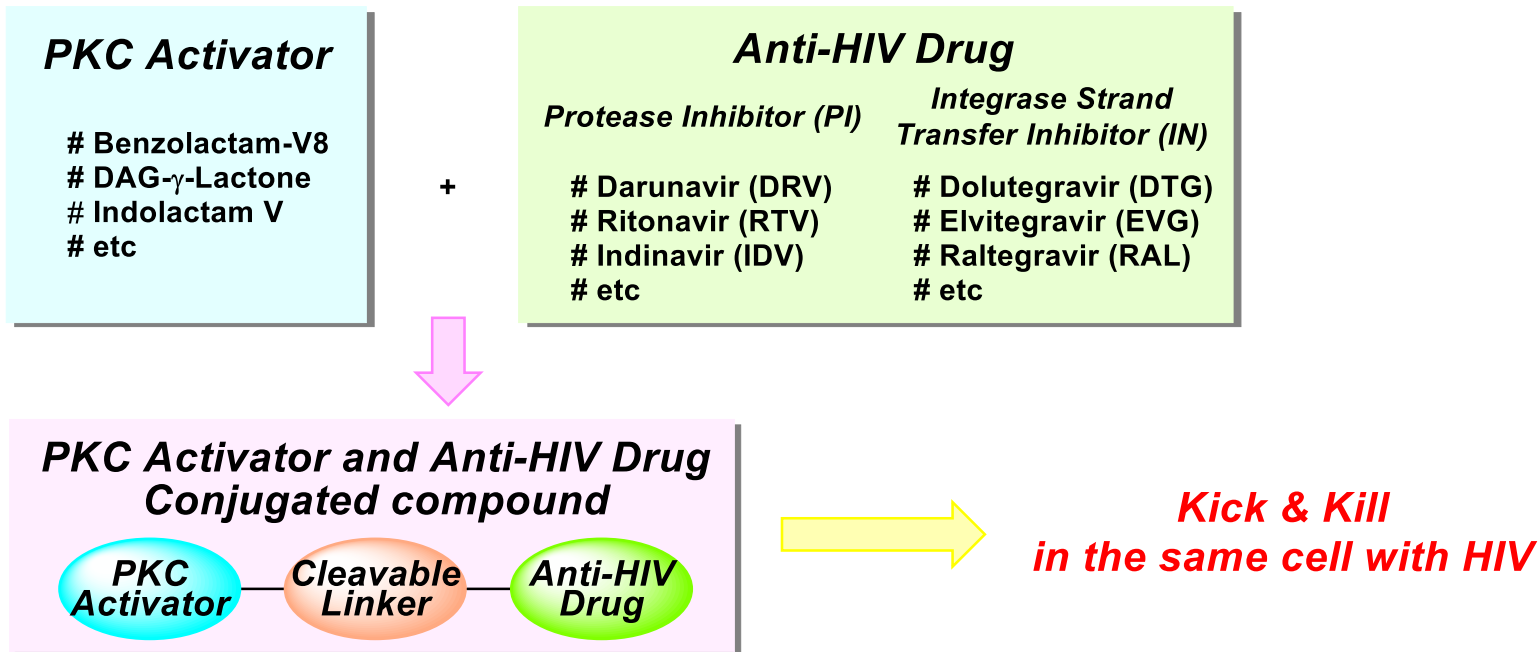 PKC Activator
# Benzolactam-V8
# DAG-γ-Lactone
# Indolactam V
# etc
+
Anti-HIV Drug
Protease Inhibitor (PI)
# Darunavir (DRV)
# Ritonavir (RTV)
# Indinavir (IDV)
# etc
Integrase Strand
Transfer Inhibitor (IN)
# Dolutegravir (DTG)
# Elvitegravir (EVG)
# Raltegravir (RAL)
# etc
PKC Activator and Anti-HIV Drug
Conjugated compound
PKC
Activator
Cleavable
Linker
Anti-HIV
Drug
Kick & Kill
in the same cell with HIV